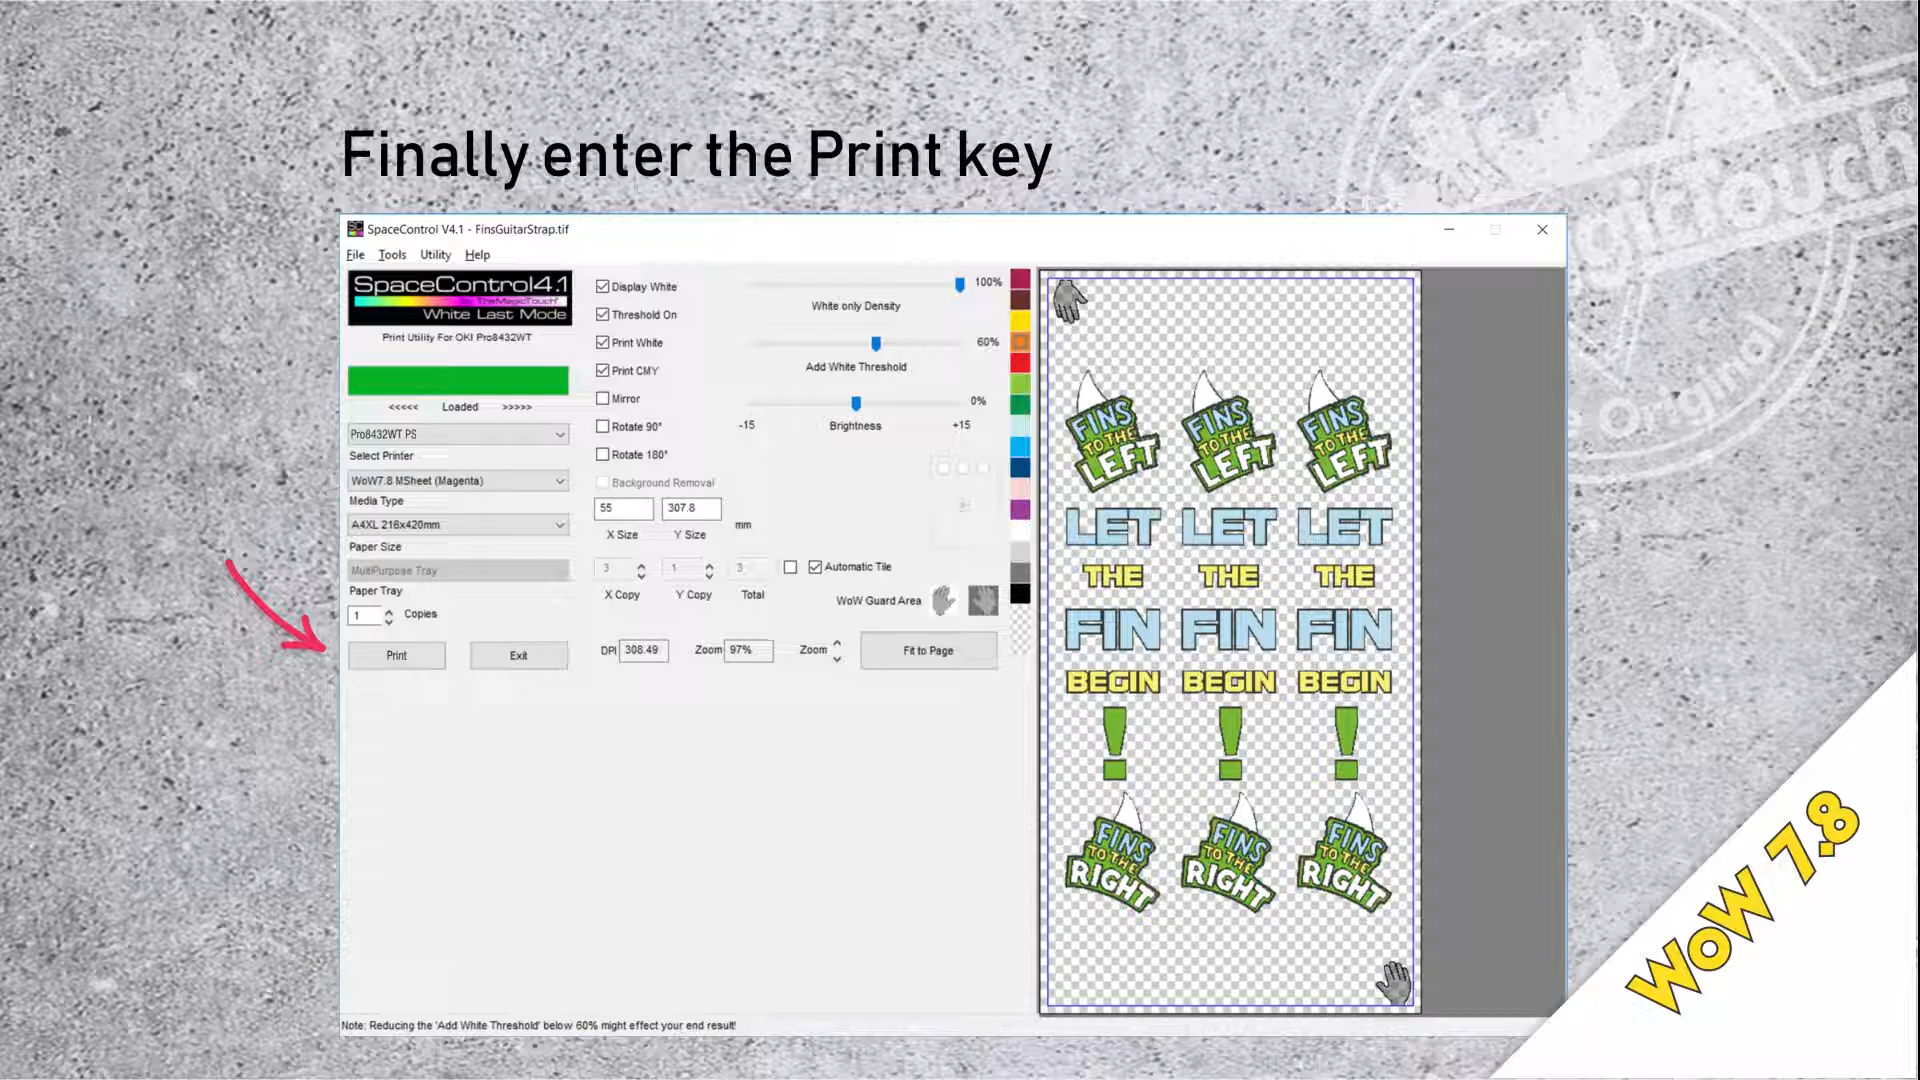 Finally enter the Print key
SpaceControl V4.1 - FinsGuitarStrap.tif
File Tools Utility Help
SpaceControl4.1
by TheMagicTouch
White Last Mode
Print Utility For OKI Pro8432WT
<<<<< Loaded >>>>>
Pro8432WT PS
Select Printer
WoW7.8 MSheet (Magenta)
Media Type
A4XL 216x420mm
Paper Size
MultiPurpose Tray
Paper Tray
1 Copies
Print Exit
Display White
Threshold On
Print White
Print CMY
Mirror
Rotate 90°
Rotate 180°
Background Removal
100%
White only Density
60%
Add White Threshold
0%
-15 Brightness +15
55 307.8 mm
X Size Y Size
3 1 3 Automatic Tile
X Copy Y Copy Total
WoW Guard Area
DPI 308.49 Zoom 97% Zoom Fit to Page
FINS TO THE LEFT FINS TO THE LEFT FINS TO THE LEFT
LET LET LET
THE THE THE
FIN FIN FIN
BEGIN BEGIN BEGIN
! ! !
FINS TO THE RIGHT FINS TO THE RIGHT FINS TO THE RIGHT
Note: Reducing the 'Add White Threshold' below 60% might effect your end result!
WoW 7.8